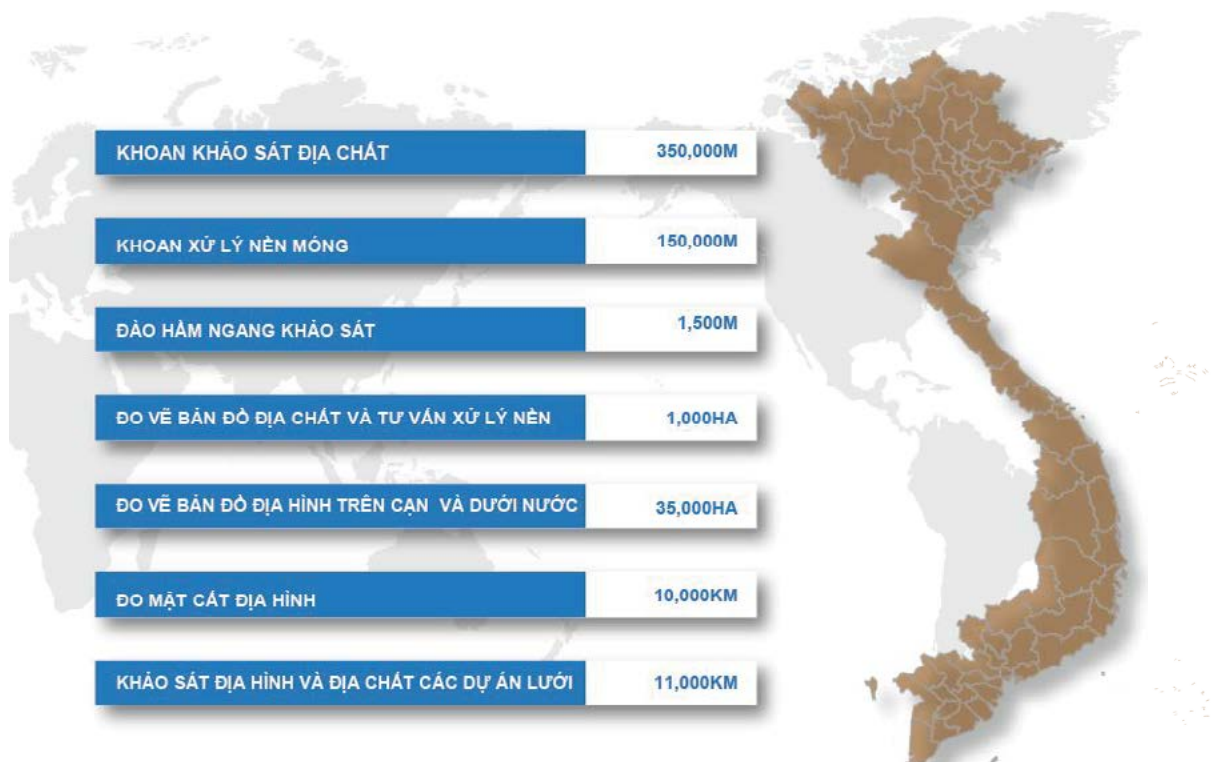 KHOAN KHẢO SÁT ĐỊA CHẤT 350,000M
KHOAN XỬ LÝ NỀN MÓNG 150,000M
ĐÀO HẦM NGANG KHẢO SÁT 1,500M
ĐO VẼ BẢN ĐỒ ĐỊA CHẤT VÀ TƯ VẤN XỬ LÝ NỀN 1,000HA
ĐO VẼ BẢN ĐỒ ĐỊA HÌNH TRÊN CẠN VÀ DƯỚI NƯỚC 35,000HA
ĐO MẶT CẮT ĐỊA HÌNH 10,000KM
KHẢO SÁT ĐỊA HÌNH VÀ ĐỊA CHẤT CÁC DỰ ÁN LƯỚI 11,000KM